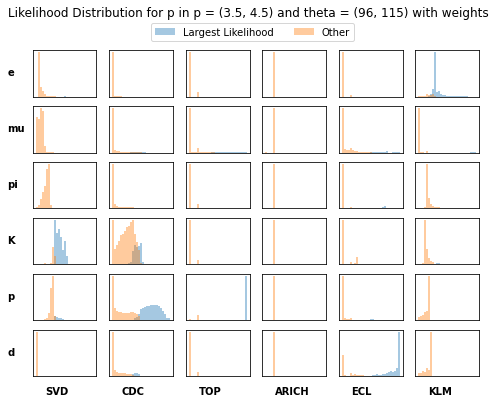 Likelihood Distribution for p in p = (3.5, 4.5) and theta = (96, 115) with weights
Largest Likelihood Other
e
mu
pi
K
p
d
SVD CDC TOP ARICH ECL KLM